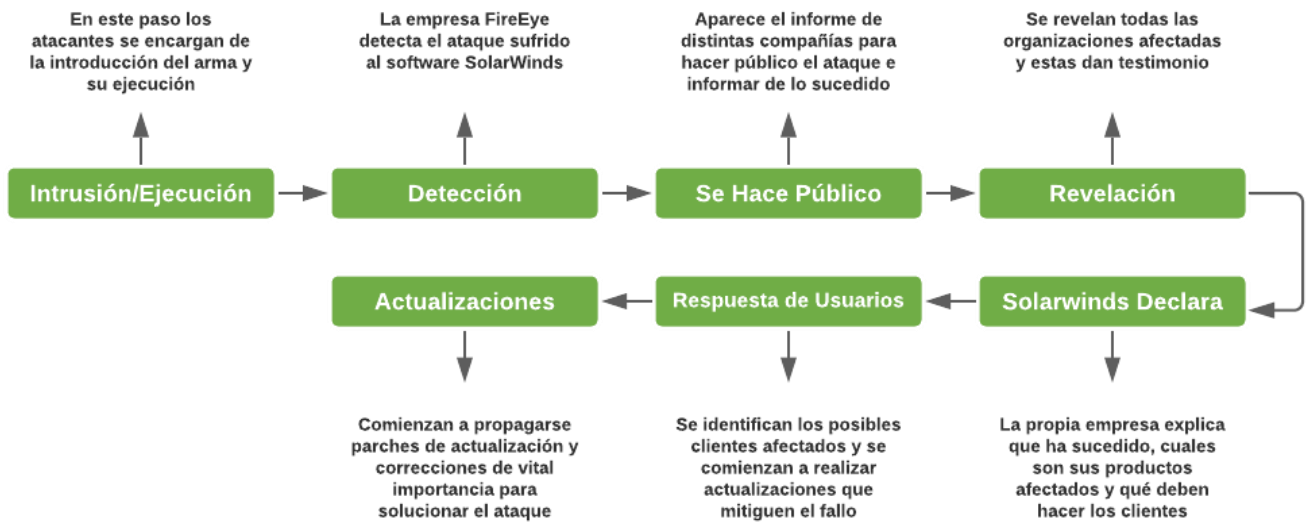 En este paso los
atacantes se encargan de
la introducción del arma y
su ejecución
La empresa FireEye
detecta el ataque sufrido
al software SolarWinds
Aparece el informe de
distintas compañías para
hacer público el ataque e
informar de lo sucedido
Se revelan todas las
organizaciones afectadas
y estas dan testimonio
Intrusión/Ejecución
Detección
Se Hace Público
Revelación
Solarwinds Declara
Respuesta de Usuarios
Actualizaciones
La propia empresa explica
que ha sucedido, cuales
son sus productos
afectados y qué deben
hacer los clientes
Se identifican los posibles
clientes afectados y se
comienzan a realizar
actualizaciones que
mitiguen el fallo
Comienzan a propagarse
parches de actualización y
correcciones de vital
importancia para
solucionar el ataque